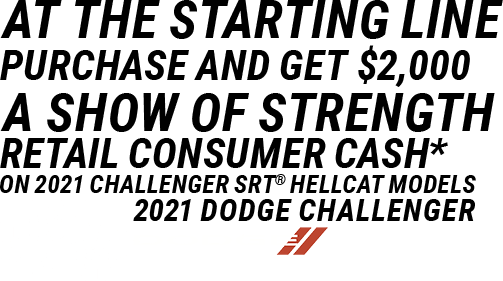 AT THE STARTING LINE
PURCHASE AND GET $2,000
A SHOW OF STRENGTH
RETAIL CONSUMER CASH*
ON 2021 CHALLENGER SRT® HELLCAT MODELS
2021 DODGE CHALLENGER